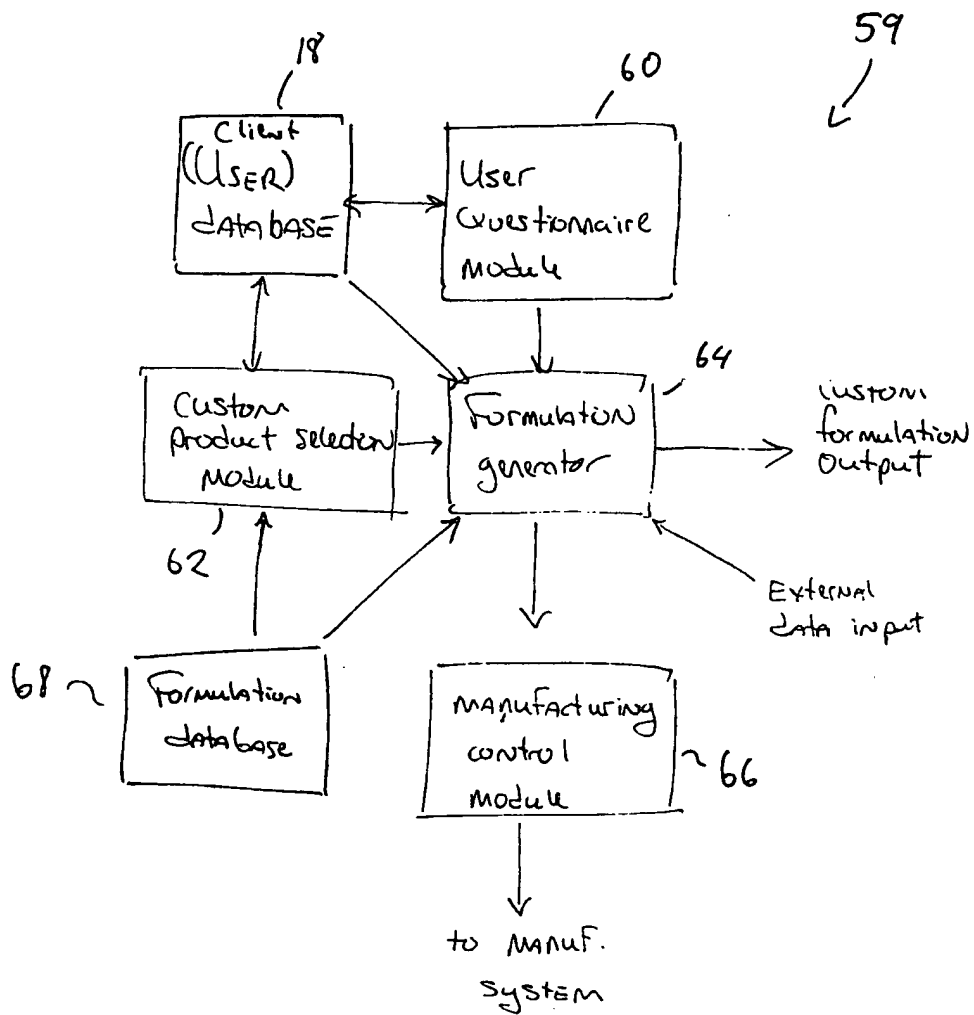 59
18
60
Client
(USER)
database
User
Questionnaire
Module
64
Custom
product selection
Module
Formulation
generator
Custom
formulation
output
62
External
data input
68
Formulation
database
manufacturing
control
module
66
to MANUF.
SYSTEM